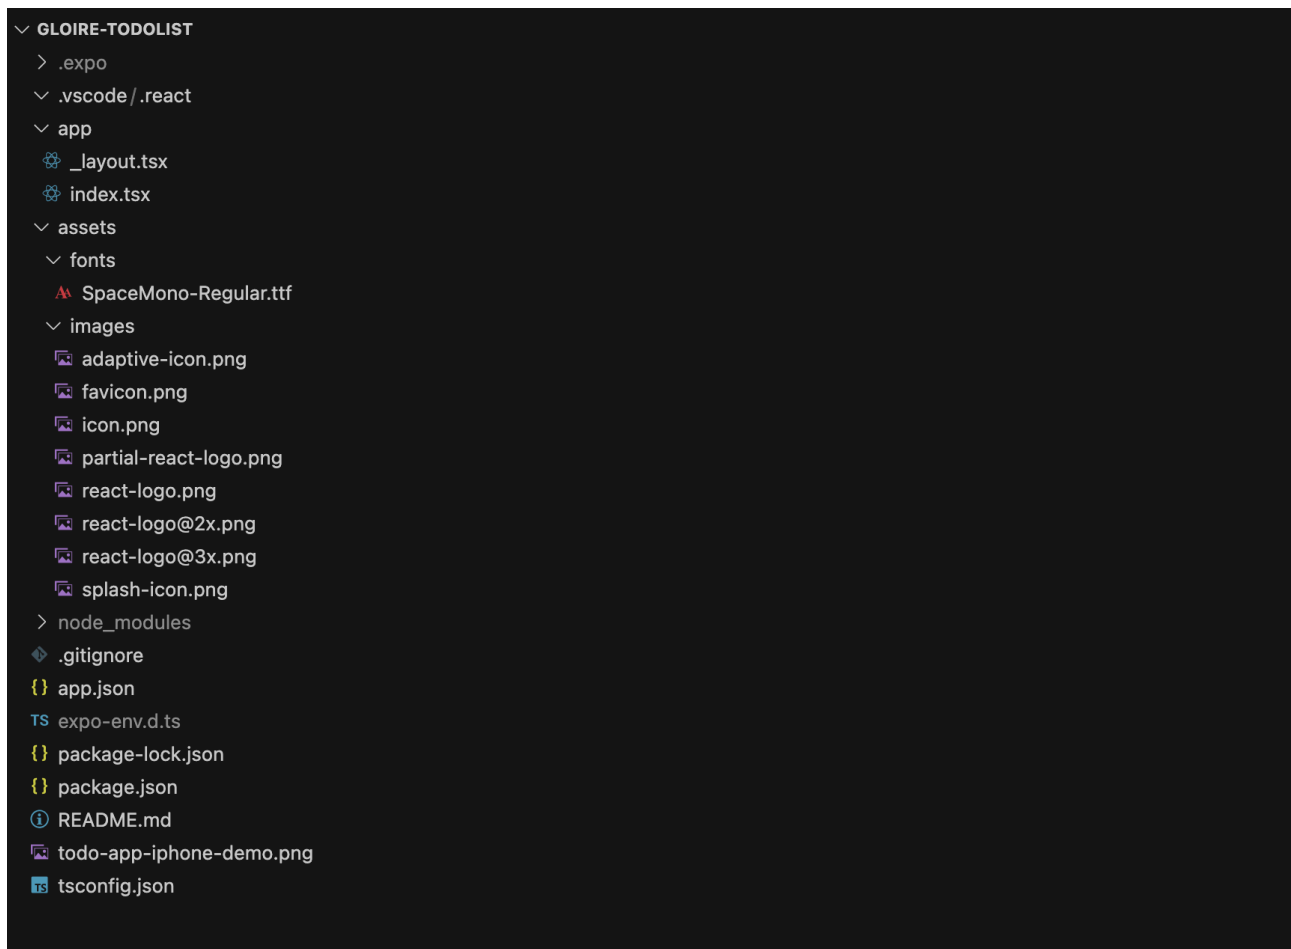 GLOIRE-TODOLIST
.expo
.vscode/.react
app
_layout.tsx
index.tsx
assets
fonts
SpaceMono-Regular.ttf
images
adaptive-icon.png
favicon.png
icon.png
partial-react-logo.png
react-logo.png
react-logo@2x.png
react-logo@3x.png
splash-icon.png
node_modules
.gitignore
{} app.json
TS expo-env.d.ts
{} package-lock.json
{} package.json
README.md
todo-app-iphone-demo.png
TS tsconfig.json